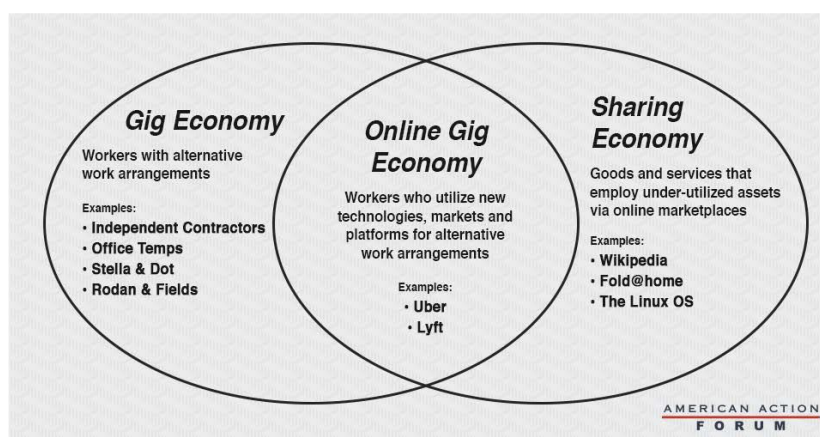 Gig Economy
Workers with alternative
work arrangements
Examples:
• Independent Contractors
• Office Temps
• Stella & Dot
• Rodan & Fields
Online Gig
Economy
Workers who utilize new
technologies, markets and
platforms for alternative
work arrangements
Examples:
• Uber
• Lyft
Sharing
Economy
Goods and services that
employ under-utilized assets
via online marketplaces
Examples:
• Wikipedia
• Fold@home
• The Linux OS
AMERICAN ACTION
FORUM